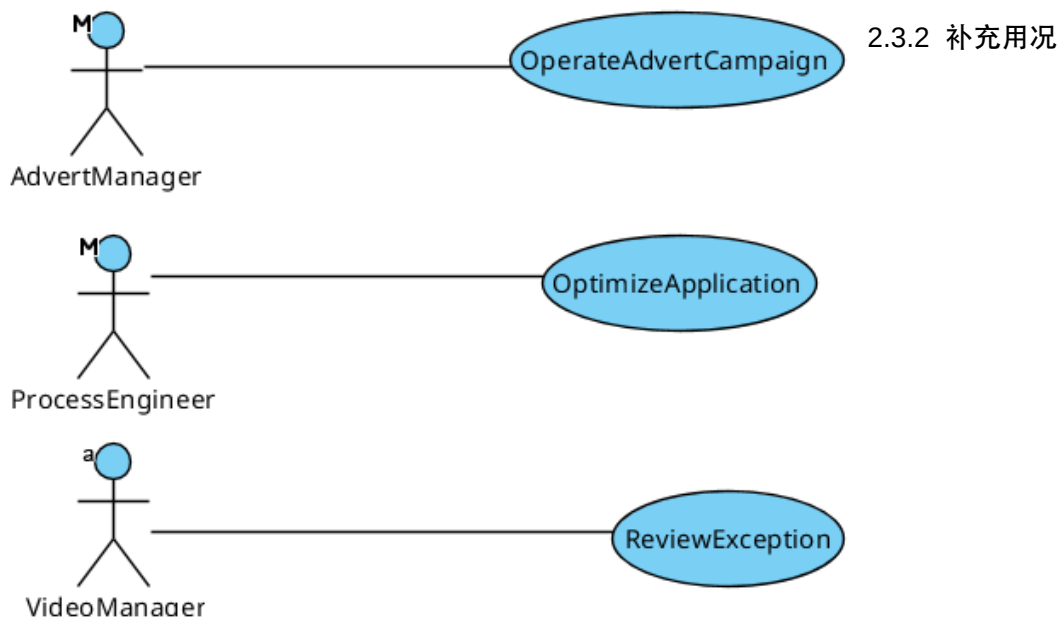 2.3.2 补充用况
M
OperateAdvertCampaign
AdvertManager
M
OptimizeApplication
ProcessEngineer
a
ReviewException
VideoManager